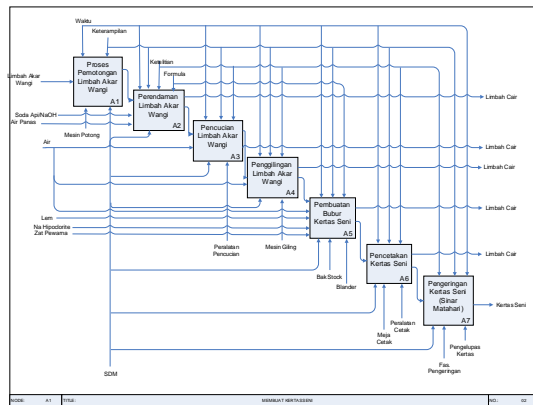 Waktu
Keterampilan
Proses
Pemotongan
Limbah Akar
Wangi
A1
Limbah Akar
Wangi
Mesin Potong
Ketelitian
Formula
Perendaman
Limbah Akar
Wangi
A2
Soda Api/NaOH
Air Panas
Limbah Cair
Pencucian
Limbah Akar
Wangi
A3
Air
Limbah Cair
Peralatan
Pencucian
Penggilingan
Limbah Akar
Wangi
A4
Limbah Cair
Mesin Giling
Pembuatan
Bubur
Kertas Seni
A5
Lem
Na Hipoclorite
Zat Pewarna
Limbah Cair
Bak Stock
Blander
Pencetakan
Kertas Seni
A6
Limbah Cair
Meja
Cetak
Peralatan
Cetak
Pengeringan
Kertas Seni
(Sinar
Matahari)
A7
Kertas Seni
Fas.
Pengeringan
Pengelupas
Kertas
SDM
NODE: A1 TITLE: MEMBUAT KERTAS SENI NO.: 02